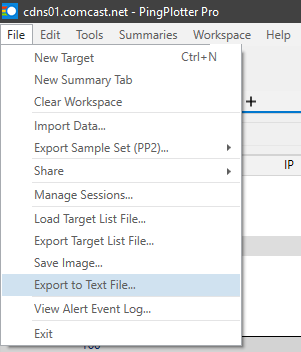 cdns01.comcast.net - PingPlotter Pro
File Edit Tools Summaries Workspace Help
New Target Ctrl+N
New Summary Tab
Clear Workspace
Import Data...
Export Sample Set (PP2)...
Share
Manage Sessions...
Load Target List File...
Export Target List File...
Save Image...
Export to Text File...
View Alert Event Log...
Exit
+
IP